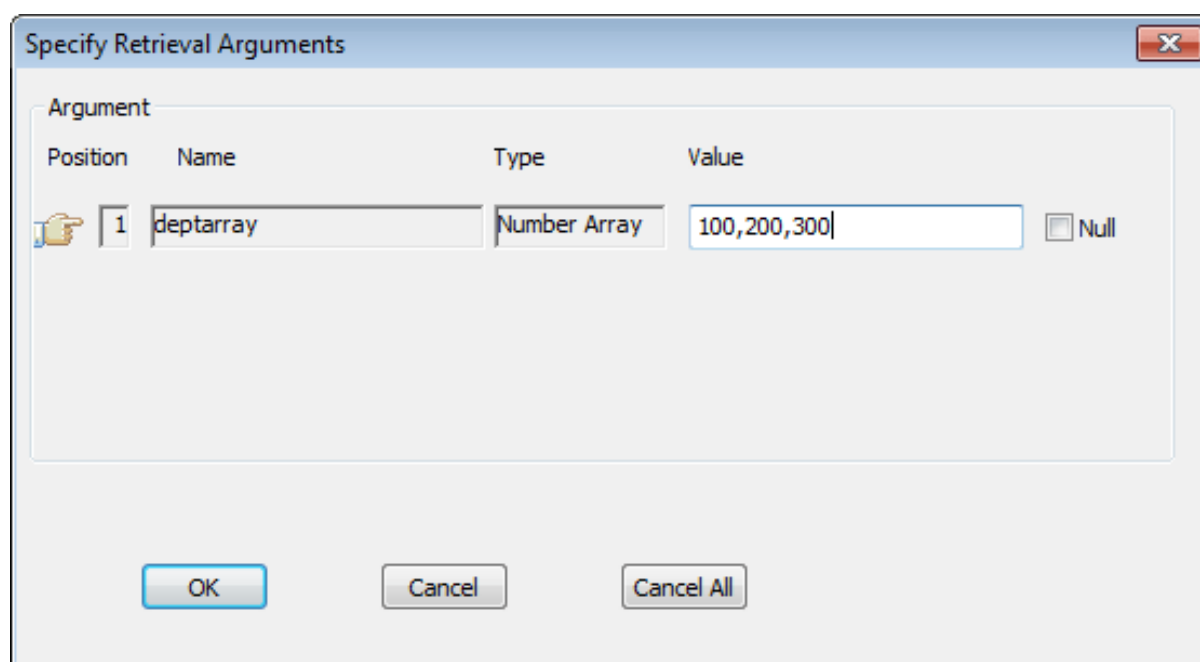 Specify Retrieval Arguments
Argument
Position Name Type Value
1 deptarray Number Array 100,200,300 Null
OK Cancel Cancel All